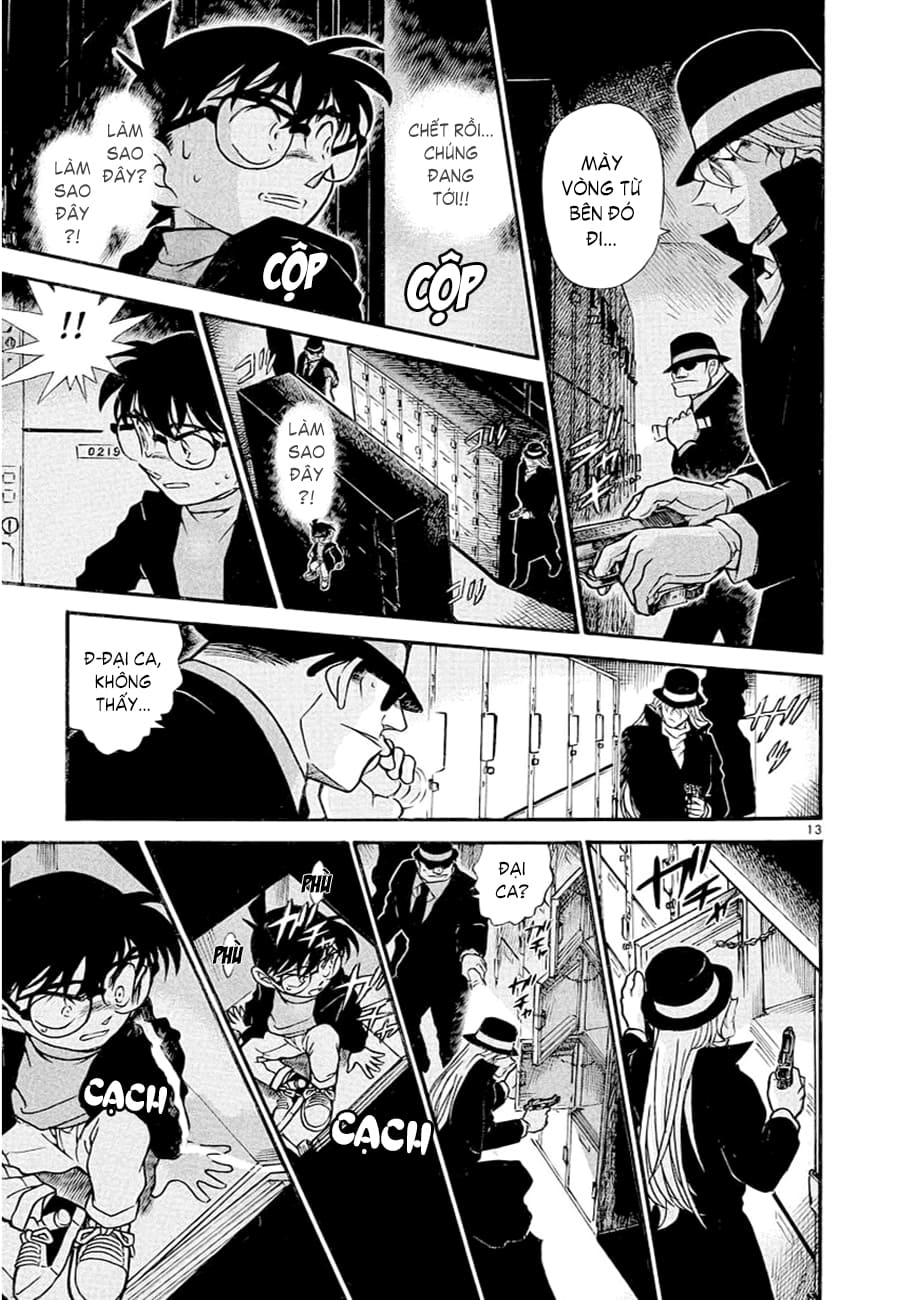 MÀY
VÒNG TỪ
BÊN ĐÓ
ĐI...
CHẾT RỒI...
CHÚNG
ĐANG
TỚI!!
CỘP
CỘP
LÀM
SAO
ĐÂY?
LÀM
SAO
ĐÂY
?!
LÀM
SAO
ĐÂY
?!
!!
0219
Đ-ĐẠI CA,
KHÔNG
THẤY...
13
ĐẠI
CA?
PHÙ
PHÙ
CẠCH
CẠCH